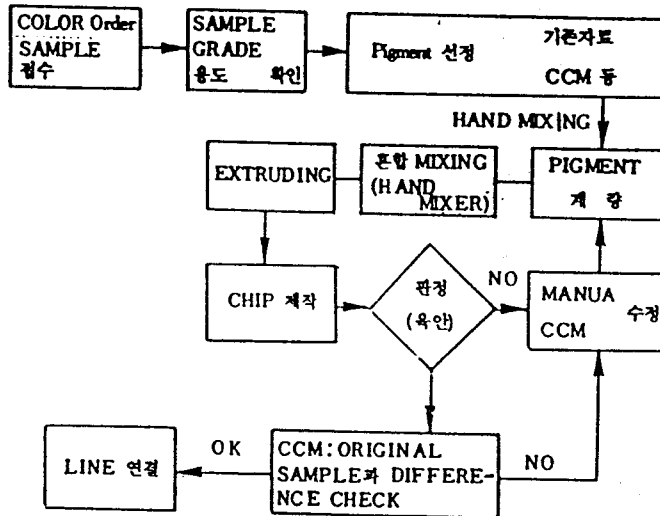 COLOR Order
SAMPLE
접수
SAMPLE
GRADE
용도 확인
Pigment 선정
기존자료
CCM 등
HAND MIXING
EXTRUDING
혼합 MIXING
(HAND
MIXER)
PIGMENT
계 량
CHIP 제작
판정
(육안)
NO
MANUA
CCM
수정
LINE 연결
OK
CCM:ORIGINAL
SAMPLE과 DIFFERE-
NCE CHECK
NO